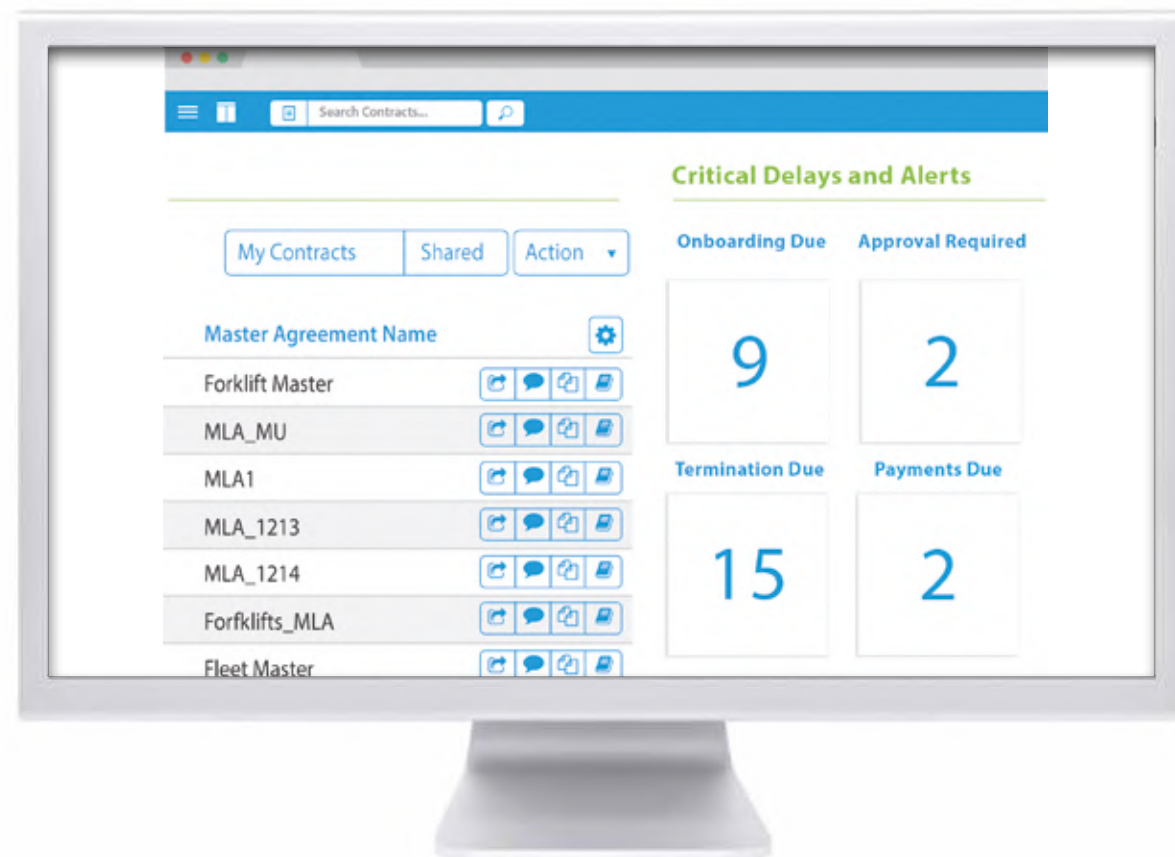 Search Contracts...
My Contracts
Shared
Action
Master Agreement Name
Forklift Master
MLA_MU
MLA1
MLA_1213
MLA_1214
Forfklifts_MLA
Fleet Master
Critical Delays and Alerts
Onboarding Due
Approval Required
9
2
Termination Due
Payments Due
15
2